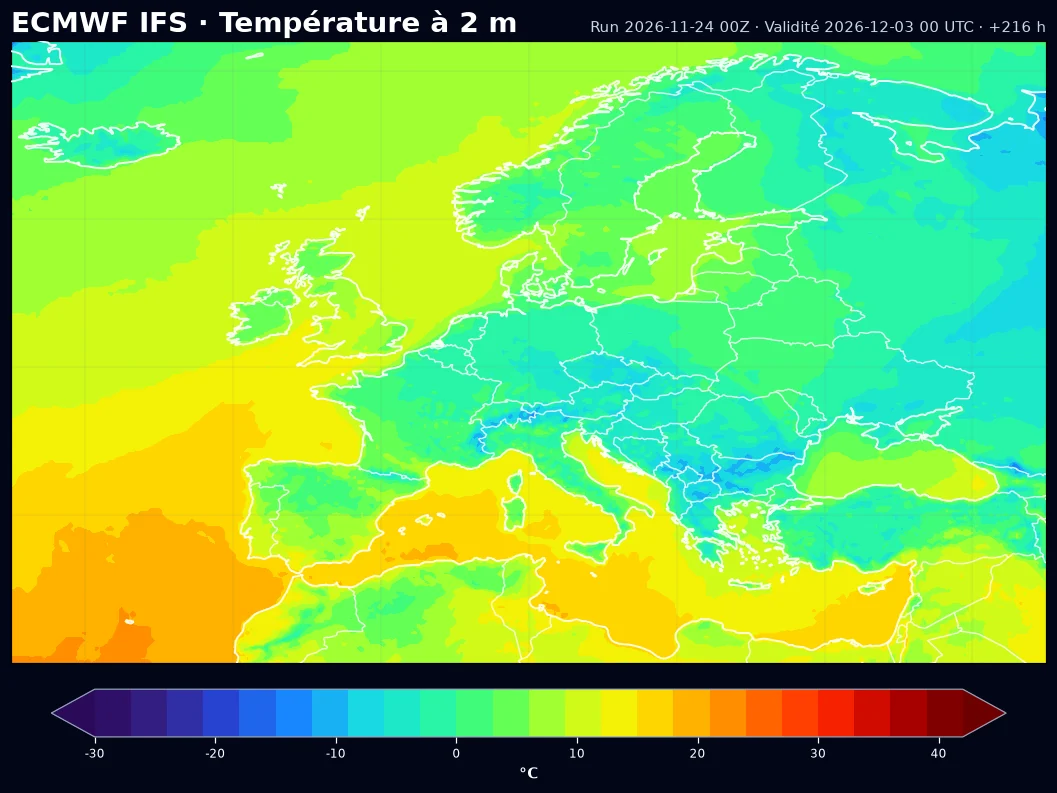 ECMWF IFS · Température à 2 m
Run 2026-11-24 00Z · Validité 2026-12-03 00 UTC · +216 h
-30 -20 -10 0 10 20 30 40
°C